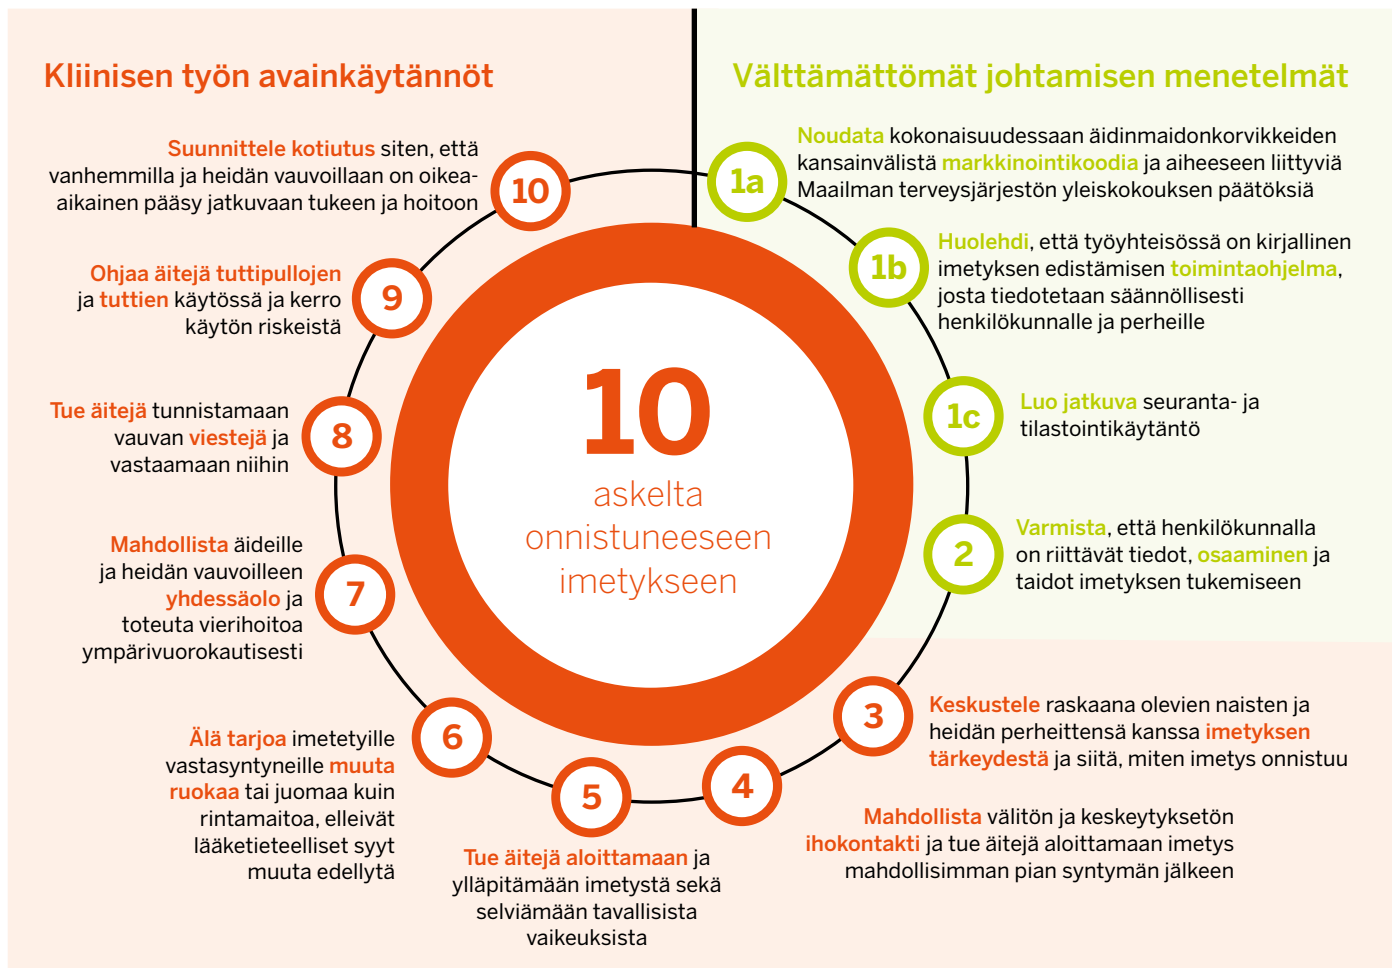 Kliinisen työn avainkäytännöt
Välttämättömät johtamisen menetelmät
10
askelta
onnistuneeseen
imetykseen
1a
Noudata kokonaisuudessaan äidinmaidonkorvikkeiden
kansainvälistä markkinointikoodia ja aiheeseen liittyviä
Maailman terveysjärjestön yleiskokouksen päätöksiä
1b
Huolehdi, että työyhteisössä on kirjallinen
imetyksen edistämisen toimintaohjelma,
josta tiedotetaan säännöllisesti
henkilökunnalle ja perheille
1c
Luo jatkuva seuranta- ja
tilastointikäytäntö
2
Varmista, että henkilökunnalla
on riittävät tiedot, osaaminen ja
taidot imetyksen tukemiseen
3
Keskustele raskaana olevien naisten ja
heidän perheittensä kanssa imetyksen
tärkeydestä ja siitä, miten imetys onnistuu
4
Mahdollista välitön ja keskeytyksetön
ihokontakti ja tue äitejä aloittamaan imetys
mahdollisimman pian syntymän jälkeen
5
Tue äitejä aloittamaan ja
ylläpitämään imetystä sekä
selviämään tavallisista
vaikeuksista
6
Älä tarjoa imetetyille
vastasyntyneille muuta
ruokaa tai juomaa kuin
rintamaitoa, elleivät
lääketieteelliset syyt
muuta edellytä
7
Mahdollista äideille
ja heidän vauvoilleen
yhdessäolo ja
toteuta vierihoitoa
ympärivuorokautisesti
8
Tue äitejä tunnistamaan
vauvan viestejä ja
vastaamaan niihin
9
Ohjaa äitejä tuttipullojen
ja tuttien käytössä ja kerro
käytön riskeistä
10
Suunnittele kotiutus siten, että
vanhemmilla ja heidän vauvoillaan on oikea-
aikainen pääsy jatkuvaan tukeen ja hoitoon